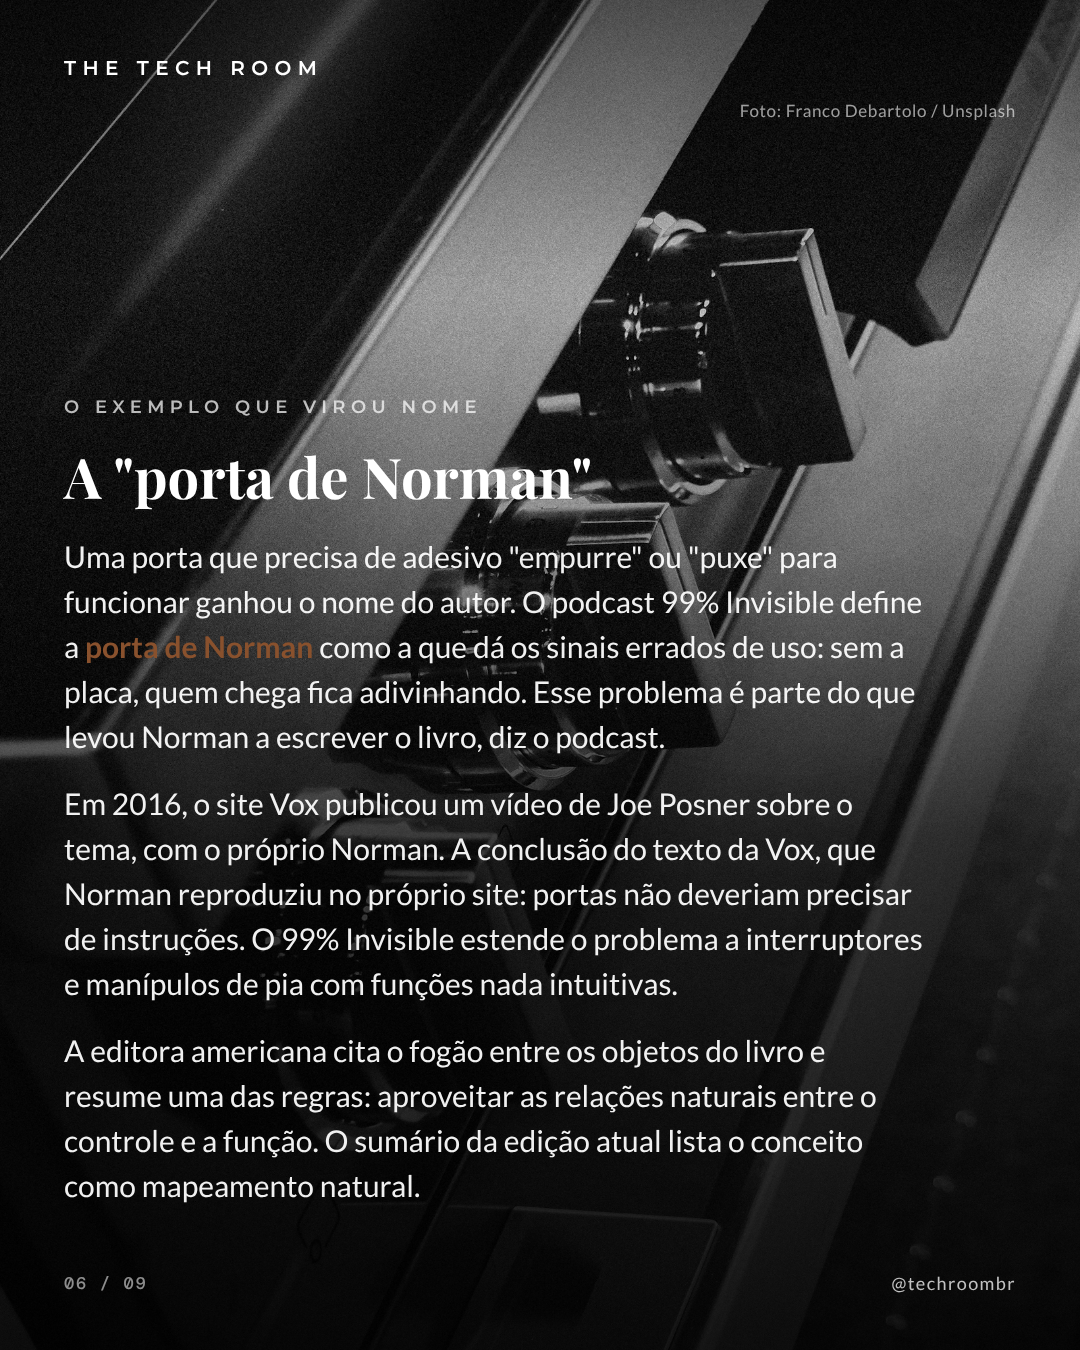 THE TECH ROOM
Foto: Franco Debartolo / Unsplash
O EXEMPLO QUE VIROU NOME
A "porta de Norman"
Uma porta que precisa de adesivo "empurre" ou "puxe" para
funcionar ganhou o nome do autor. O podcast 99% Invisible define
a porta de Norman como a que dá os sinais errados de uso: sem a
placa, quem chega fica adivinhando. Esse problema é parte do que
levou Norman a escrever o livro, diz o podcast.
Em 2016, o site Vox publicou um vídeo de Joe Posner sobre o
tema, com o próprio Norman. A conclusão do texto da Vox, que
Norman reproduziu no próprio site: portas não deveriam precisar
de instruções. O 99% Invisible estende o problema a interruptores
e manípulos de pia com funções nada intuitivas.
A editora americana cita o fogão entre os objetos do livro e
resume uma das regras: aproveitar as relações naturais entre o
controle e a função. O sumário da edição atual lista o conceito
como mapeamento natural.
06 / 09
@techroombr